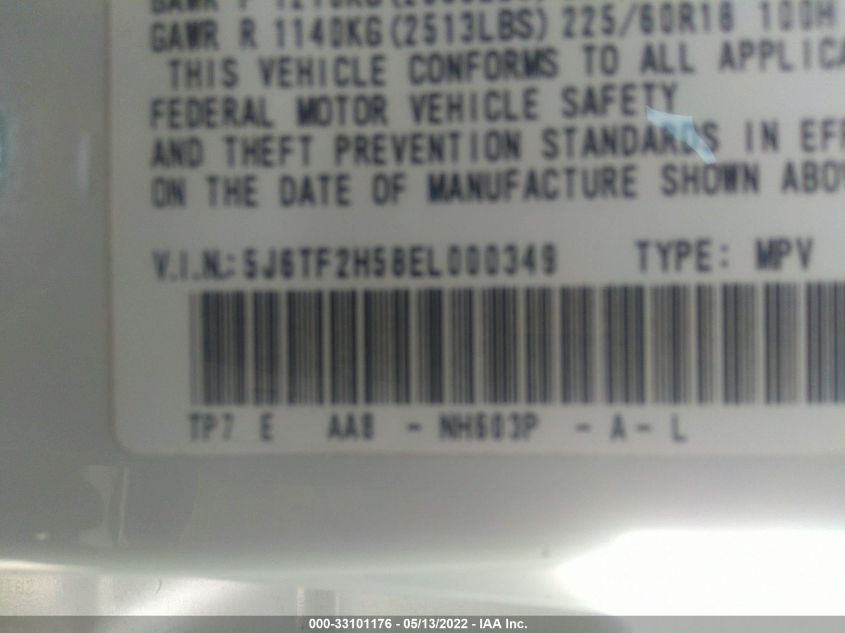 GAWR R 1140KG(2513LBS) 225/60R18 100H
THIS VEHICLE CONFORMS TO ALL APPLICA
FEDERAL MOTOR VEHICLE SAFETY
AND THEFT PREVENTION STANDARDS IN EFF
ON THE DATE OF MANUFACTURE SHOWN ABOV
V.I.N.: 5J6TF2H58EL000349 TYPE: MPV
TP7 E AA8 - NH603P - A - L
000-33101176 - 05/13/2022 - IAA Inc.